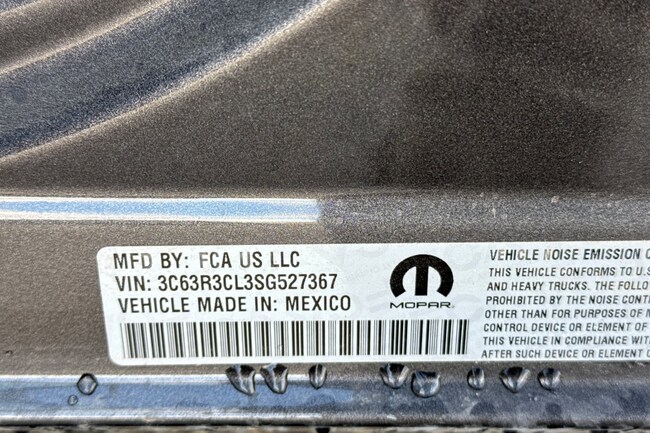 MFD BY: FCA US LLC
VIN: 3C63R3CL3SG527367
VEHICLE MADE IN: MEXICO
MOPAR
VEHICLE NOISE EMISSION
THIS VEHICLE CONFORMS TO U.S
AND HEAVY TRUCKS. THE FOLLOW
PROHIBITED BY THE NOISE CONT
OTHER THAN FOR PURPOSES OF M
CONTROL DEVICE OR ELEMENT OF
THIS VEHICLE IN COMPLIANCE WIT
AFTER SUCH DEVICE OR ELEMENT